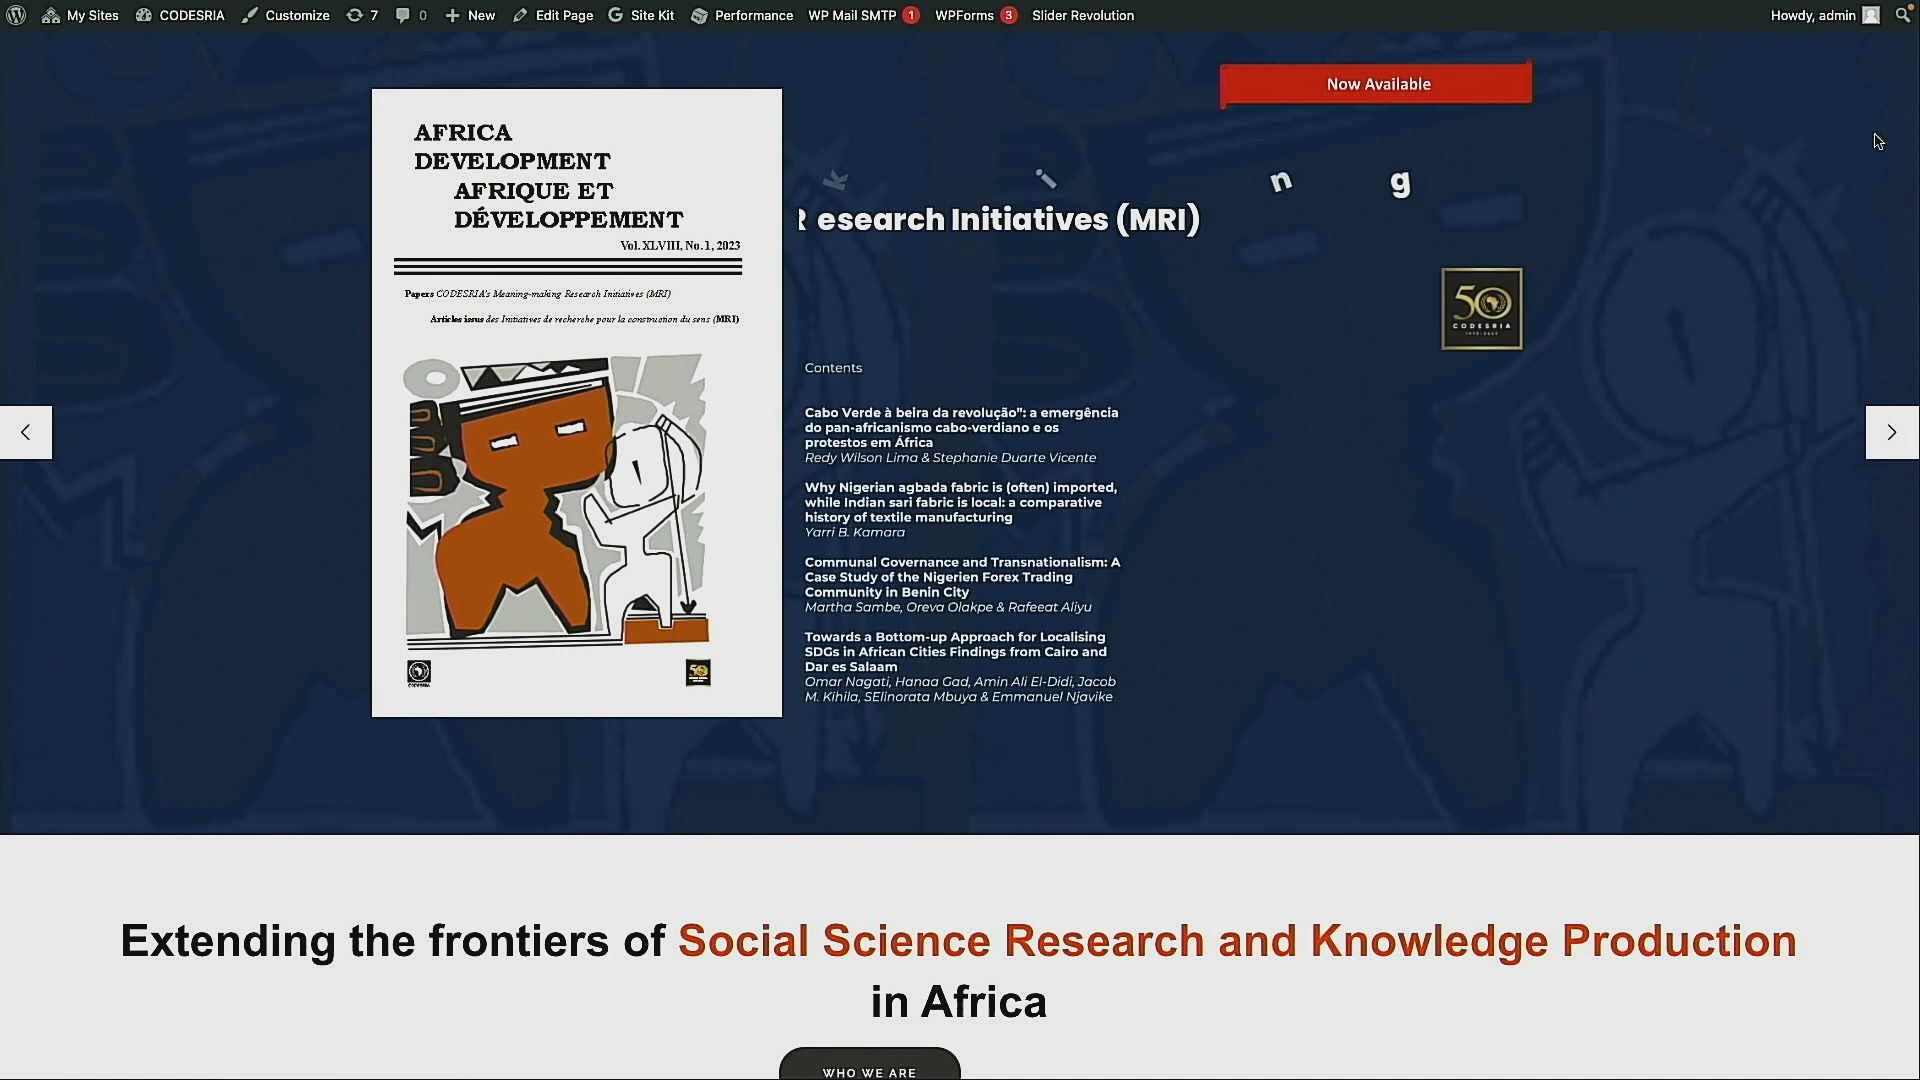 My Sites CODESRIA Customize 7 0 New Edit Page Site Kit Performance WP Mail SMTP 1 WPForms 3 Slider Revolution Howdy, admin
Now Available
AFRICA
DEVELOPMENT
AFRIQUE ET
DÉVELOPPEMENT
Vol. XLVIII, No. 1, 2023
Papers CODESRIA's Meaning-making Research Initiatives (MRI)
Articles issus des Initiatives de recherche pour la construction du sens (MRI)
k i n g
Research Initiatives (MRI)
50
CODESRIA
Contents
Cabo Verde à beira da revolução": a emergência
do pan-africanismo cabo-verdiano e os
protestos em África
Redy Wilson Lima & Stephanie Duarte Vicente
Why Nigerian agbada fabric is (often) imported,
while Indian sari fabric is local: a comparative
history of textile manufacturing
Yarri B. Kamara
Communal Governance and Transnationalism: A
Case Study of the Nigerien Forex Trading
Community in Benin City
Martha Sambe, Oreva Olakpe & Rafeeat Aliyu
Towards a Bottom-up Approach for Localising
SDGs in African Cities Findings from Cairo and
Dar es Salaam
Omar Nagati, Hanaa Gad, Amin Ali El-Didi, Jacob
M. Kihila, SElinorata Mbuya & Emmanuel Njavike
CODESRIA
50
Extending the frontiers of Social Science Research and Knowledge Production
in Africa
WHO WE ARE